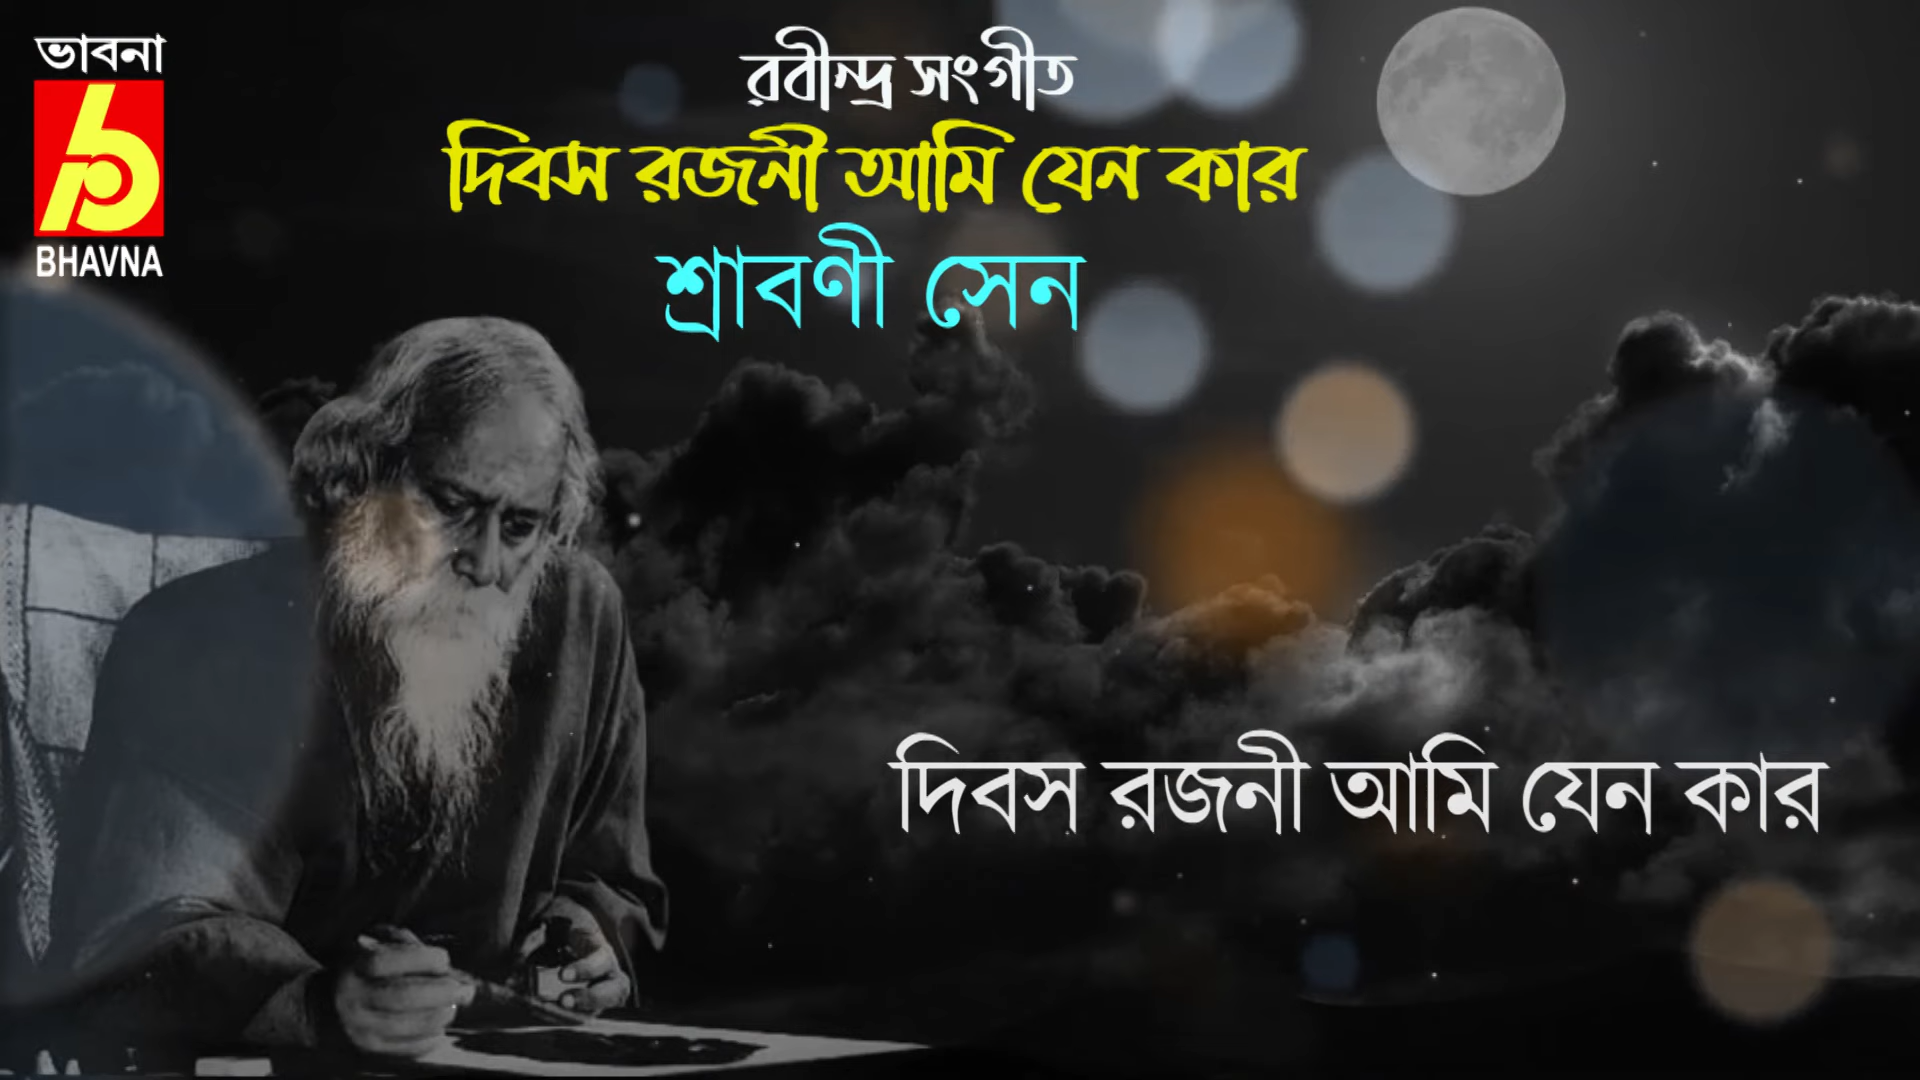 ভাবনা
BHAVNA
রবীন্দ্র সংগীত
দিবস রজনী আমি যেন কার
শ্রাবণী সেন
দিবস রজনী আমি যেন কার